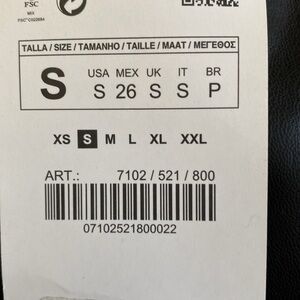 FSC
MIX
TALLA / SIZE / TAMANHO / TAILLE / MAAT / ΜΕΓΕΘΟΣ
S
USA MEX UK IT BR
S 26 S S P
XS S M L XL XXL
ART.: 7102 / 521 / 800
07102521800022